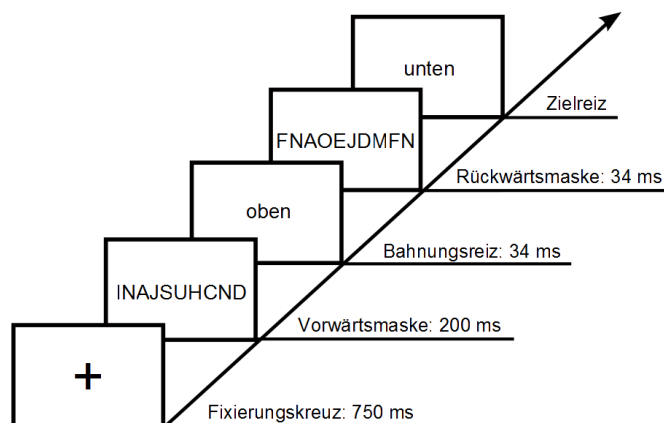 unten
Zielreiz
FNAOEJDMFN
Rückwärtsmaske: 34 ms
oben
Bahnungsreiz: 34 ms
INAJSUHCND
Vorwärtsmaske: 200 ms
+
Fixierungskreuz: 750 ms